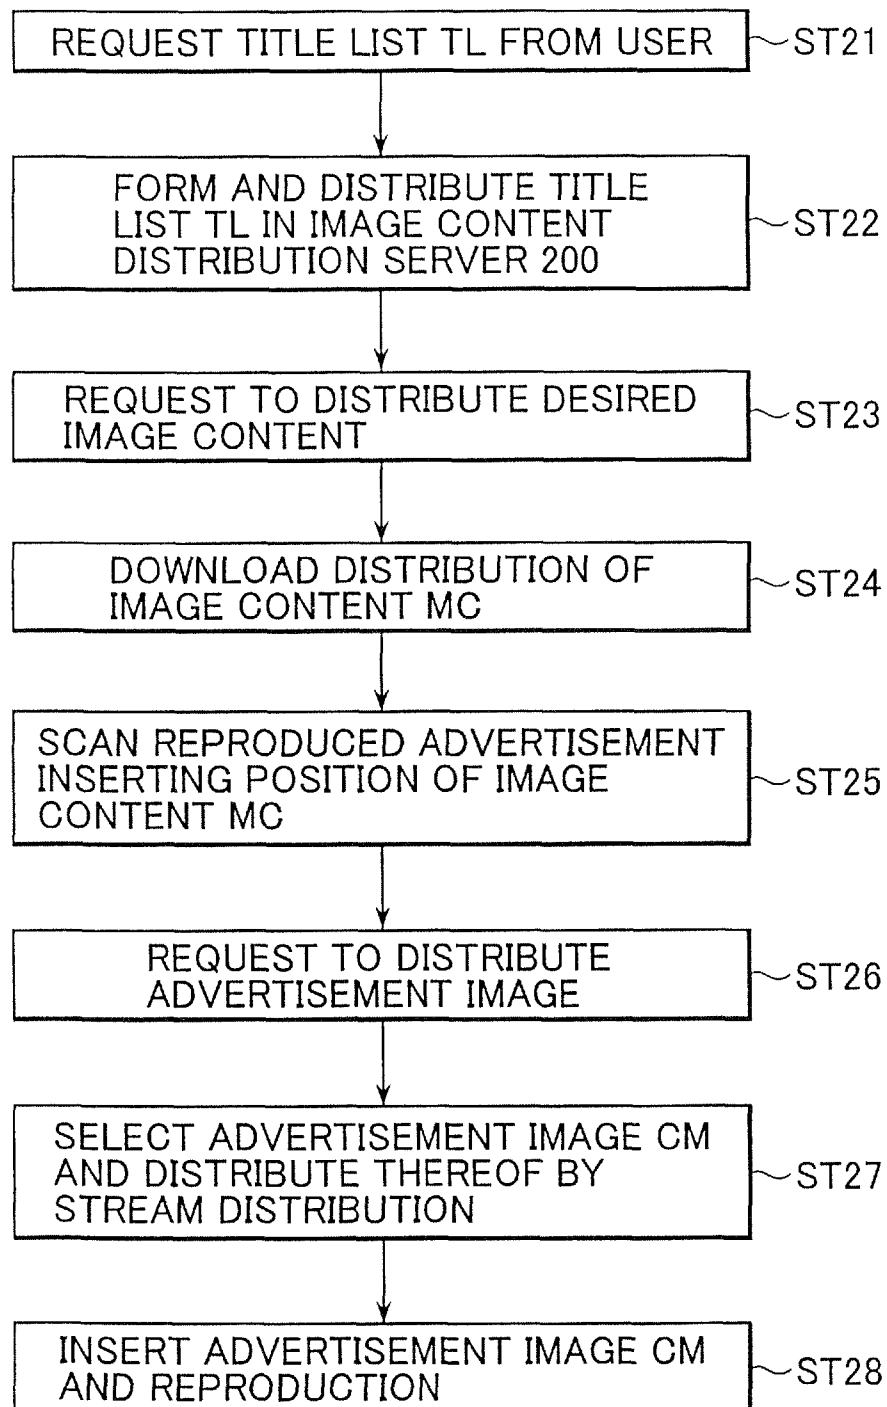 REQUEST TITLE LIST TL FROM USER
ST21
FORM AND DISTRIBUTE TITLE
LIST TL IN IMAGE CONTENT
DISTRIBUTION SERVER 200
ST22
REQUEST TO DISTRIBUTE DESIRED
IMAGE CONTENT
ST23
DOWNLOAD DISTRIBUTION OF
IMAGE CONTENT MC
ST24
SCAN REPRODUCED ADVERTISEMENT
INSERTING POSITION OF IMAGE
CONTENT MC
ST25
REQUEST TO DISTRIBUTE
ADVERTISEMENT IMAGE
ST26
SELECT ADVERTISEMENT IMAGE CM
AND DISTRIBUTE THEREOF BY
STREAM DISTRIBUTION
ST27
INSERT ADVERTISEMENT IMAGE CM
AND REPRODUCTION
ST28